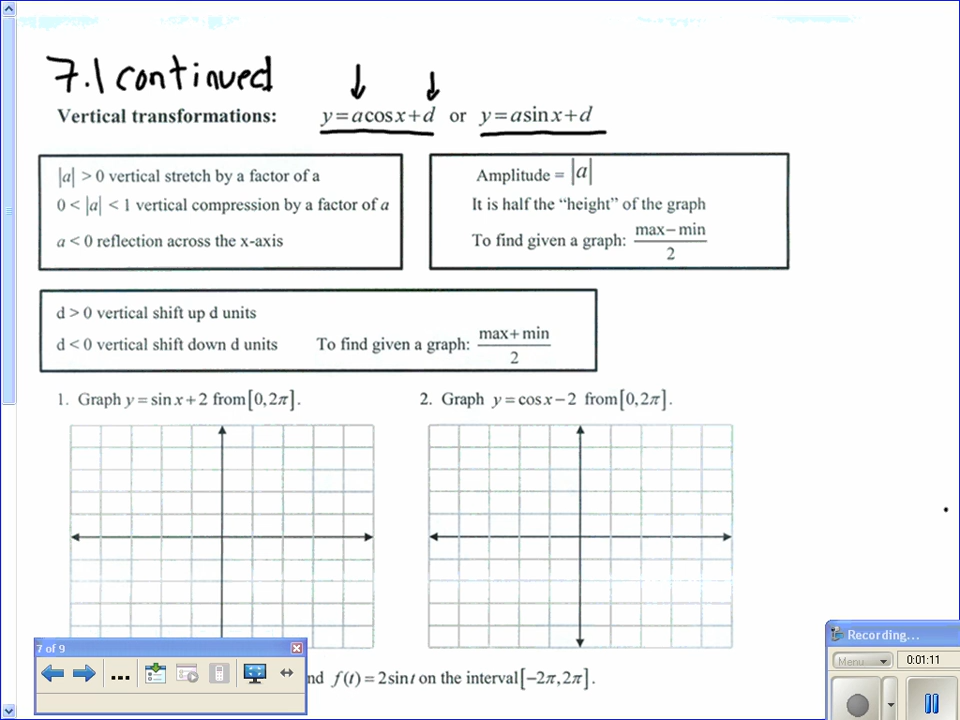 7.1 continued
Vertical transformations: y = a cos x + d or y = a sin x + d
|a| > 0 vertical stretch by a factor of a
0 < |a| < 1 vertical compression by a factor of a
a < 0 reflection across the x-axis
Amplitude = |a|
It is half the “height” of the graph
To find given a graph: (max − min)/2
d > 0 vertical shift up d units
d < 0 vertical shift down d units To find given a graph: (max + min)/2
1. Graph y = sin x + 2 from [0, 2π].
2. Graph y = cos x − 2 from [0, 2π].
7 of 9
nd f(t) = 2 sin t on the interval [−2π, 2π].
Recording...
Menu 0:01:11